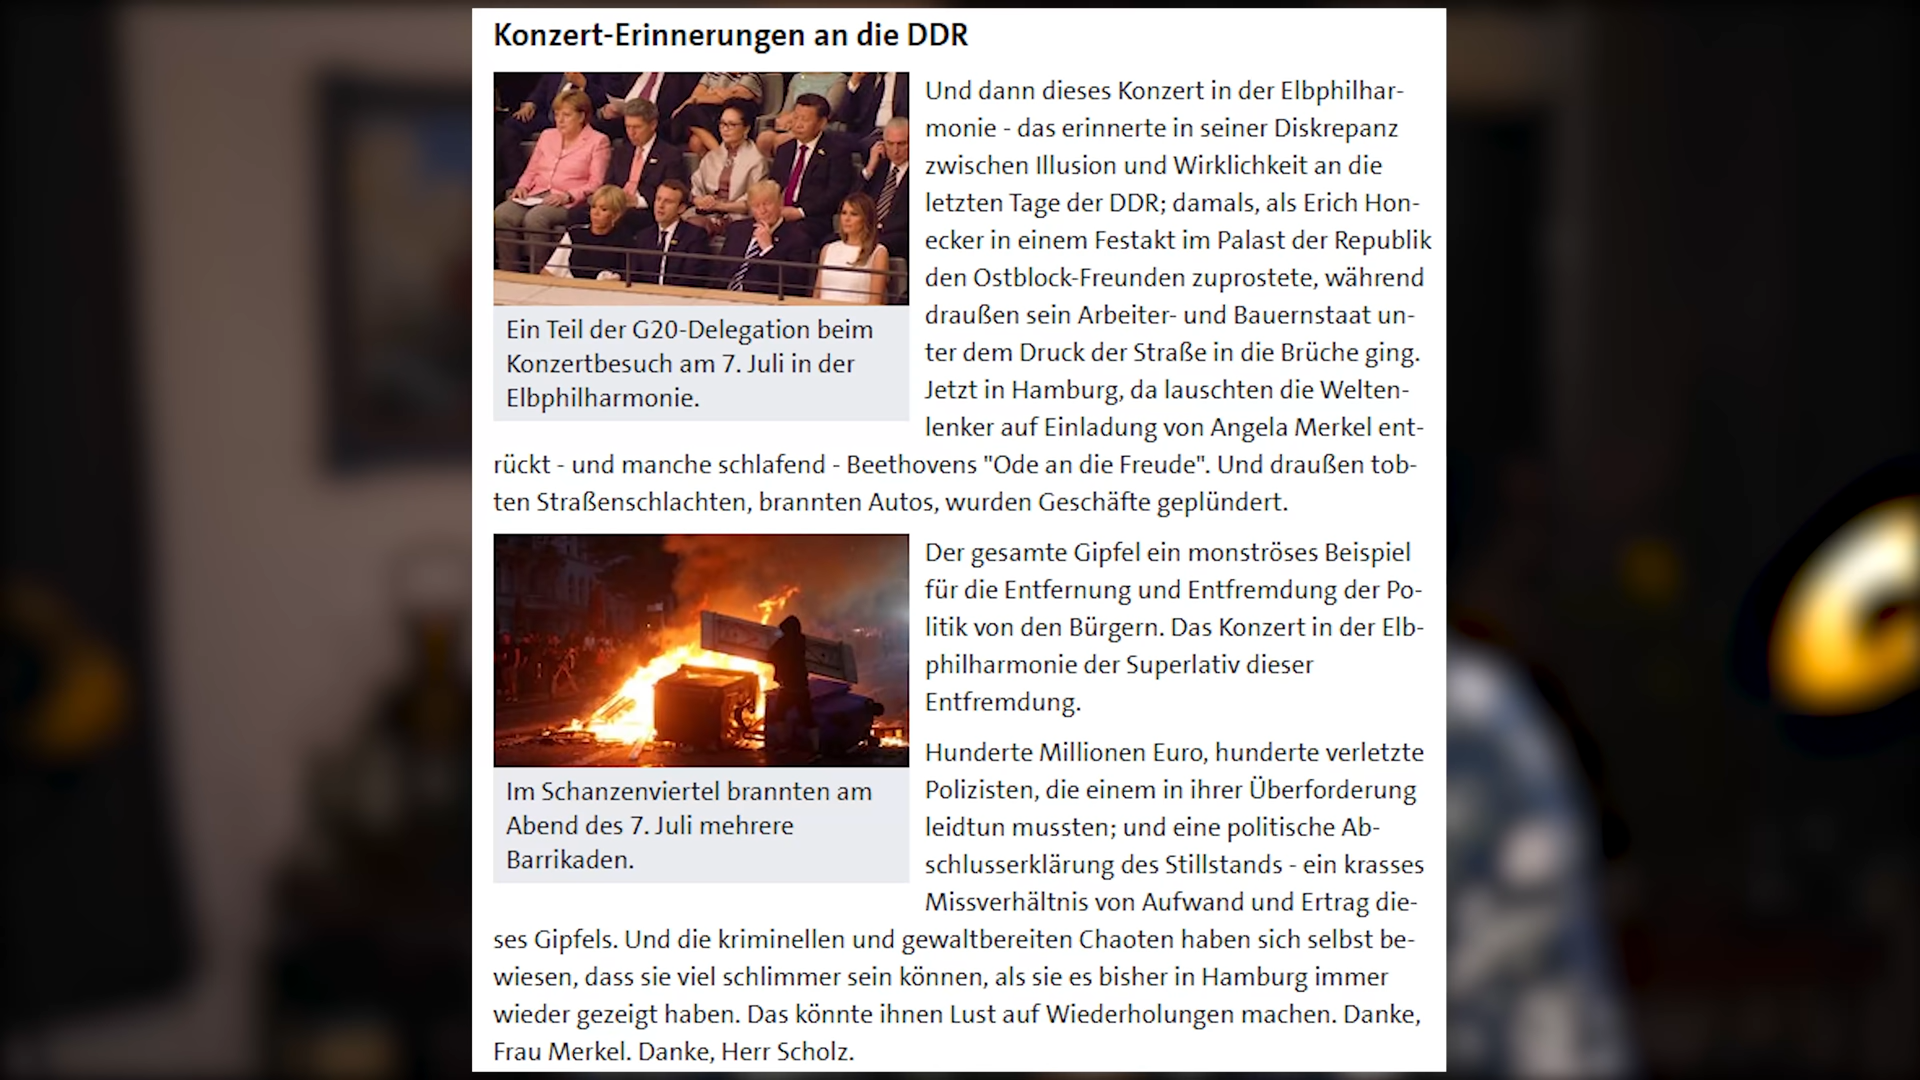 Konzert-Erinnerungen an die DDR
Und dann dieses Konzert in der Elbphilhar-
monie - das erinnerte in seiner Diskrepanz
zwischen Illusion und Wirklichkeit an die
letzten Tage der DDR; damals, als Erich Hon-
ecker in einem Festakt im Palast der Republik
den Ostblock-Freunden zuprostete, während
draußen sein Arbeiter- und Bauernstaat un-
ter dem Druck der Straße in die Brüche ging.
Jetzt in Hamburg, da lauschten die Welten-
lenker auf Einladung von Angela Merkel ent-
rückt - und manche schlafend - Beethovens "Ode an die Freude". Und draußen tob-
ten Straßenschlachten, brannten Autos, wurden Geschäfte geplündert.
Ein Teil der G20-Delegation beim
Konzertbesuch am 7. Juli in der
Elbphilharmonie.
Der gesamte Gipfel ein monströses Beispiel
für die Entfernung und Entfremdung der Po-
litik von den Bürgern. Das Konzert in der Elb-
philharmonie der Superlativ dieser
Entfremdung.
Hunderte Millionen Euro, hunderte verletzte
Polizisten, die einem in ihrer Überforderung
leidtun mussten; und eine politische Ab-
schlusserklärung des Stillstands - ein krasses
Missverhältnis von Aufwand und Ertrag die-
ses Gipfels. Und die kriminellen und gewaltbereiten Chaoten haben sich selbst be-
wiesen, dass sie viel schlimmer sein können, als sie es bisher in Hamburg immer
wieder gezeigt haben. Das könnte ihnen Lust auf Wiederholungen machen. Danke,
Frau Merkel. Danke, Herr Scholz.
Im Schanzenviertel brannten am
Abend des 7. Juli mehrere
Barrikaden.